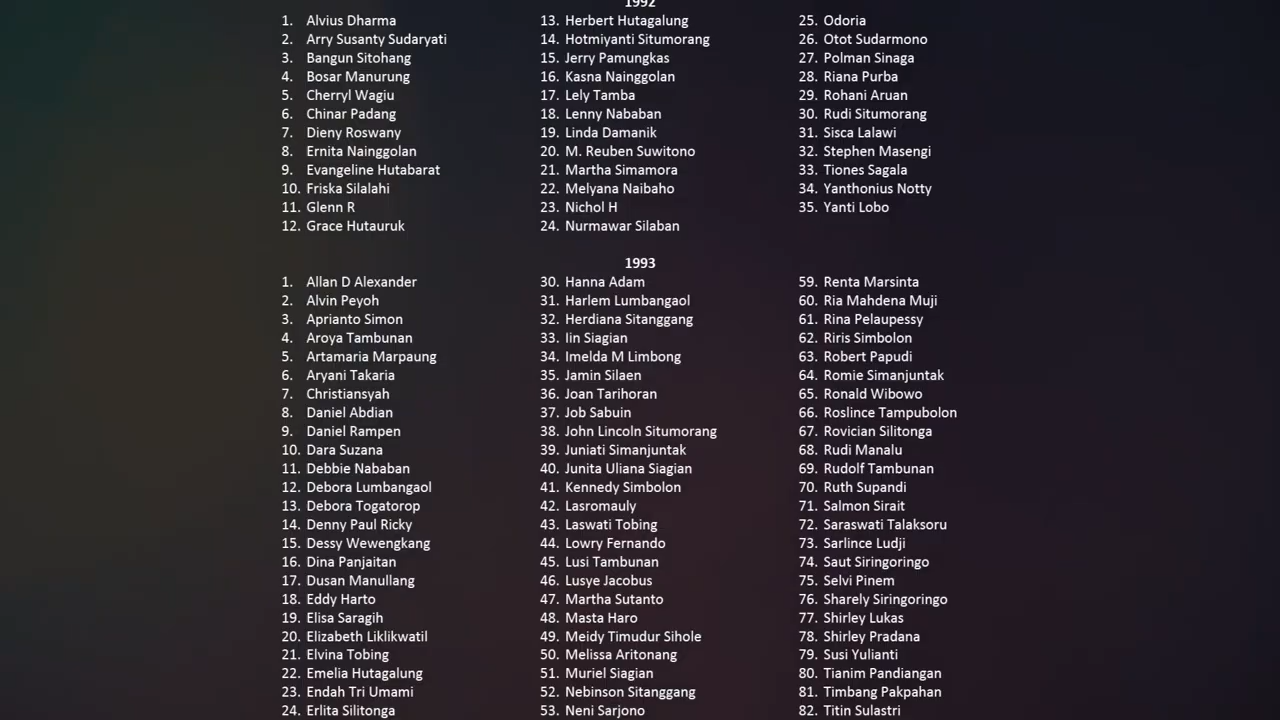 1992
1. Alvius Dharma
2. Arry Susanty Sudaryati
3. Bangun Sitohang
4. Bosar Manurung
5. Cherryl Wagiu
6. Chinar Padang
7. Dieny Roswany
8. Ernita Nainggolan
9. Evangeline Hutabarat
10. Friska Silalahi
11. Glenn R
12. Grace Hutauruk
13. Herbert Hutagalung
14. Hotmiyanti Situmorang
15. Jerry Pamungkas
16. Kasna Nainggolan
17. Lely Tamba
18. Lenny Nababan
19. Linda Damanik
20. M. Reuben Suwitono
21. Martha Simamora
22. Melyana Naibaho
23. Nichol H
24. Nurmawar Silaban
25. Odoria
26. Otot Sudarmono
27. Polman Sinaga
28. Riana Purba
29. Rohani Aruan
30. Rudi Situmorang
31. Sisca Lalawi
32. Stephen Masengi
33. Tiones Sagala
34. Yanthonius Notty
35. Yanti Lobo
1993
1. Allan D Alexander
2. Alvin Peyoh
3. Aprianto Simon
4. Aroya Tambunan
5. Artamaria Marpaung
6. Aryani Takaria
7. Christiansyah
8. Daniel Abdian
9. Daniel Rampen
10. Dara Suzana
11. Debbie Nababan
12. Debora Lumbangaol
13. Debora Togatorop
14. Denny Paul Ricky
15. Dessy Wewengkang
16. Dina Panjaitan
17. Dusan Manullang
18. Eddy Harto
19. Elisa Saragih
20. Elizabeth Liklikwatil
21. Elvina Tobing
22. Emelia Hutagalung
23. Endah Tri Umami
24. Erlita Silitonga
30. Hanna Adam
31. Harlem Lumbangaol
32. Herdiana Sitanggang
33. Iin Siagian
34. Imelda M Limbong
35. Jamin Silaen
36. Joan Tarihoran
37. Job Sabuin
38. John Lincoln Situmorang
39. Juniati Simanjuntak
40. Junita Uliana Siagian
41. Kennedy Simbolon
42. Lasromauly
43. Laswati Tobing
44. Lowry Fernando
45. Lusi Tambunan
46. Lusye Jacobus
47. Martha Sutanto
48. Masta Haro
49. Meidy Timudur Sihole
50. Melissa Aritonang
51. Muriel Siagian
52. Nebinson Sitanggang
53. Neni Sarjono
59. Renta Marsinta
60. Ria Mahdena Muji
61. Rina Pelaupessy
62. Riris Simbolon
63. Robert Papudi
64. Romie Simanjuntak
65. Ronald Wibowo
66. Roslince Tampubolon
67. Rovician Silitonga
68. Rudi Manalu
69. Rudolf Tambunan
70. Ruth Supandi
71. Salmon Sirait
72. Saraswati Talaksoru
73. Sarlince Ludji
74. Saut Siringoringo
75. Selvi Pinem
76. Sharely Siringoringo
77. Shirley Lukas
78. Shirley Pradana
79. Susi Yulianti
80. Tianim Pandiangan
81. Timbang Pakpahan
82. Titin Sulastri